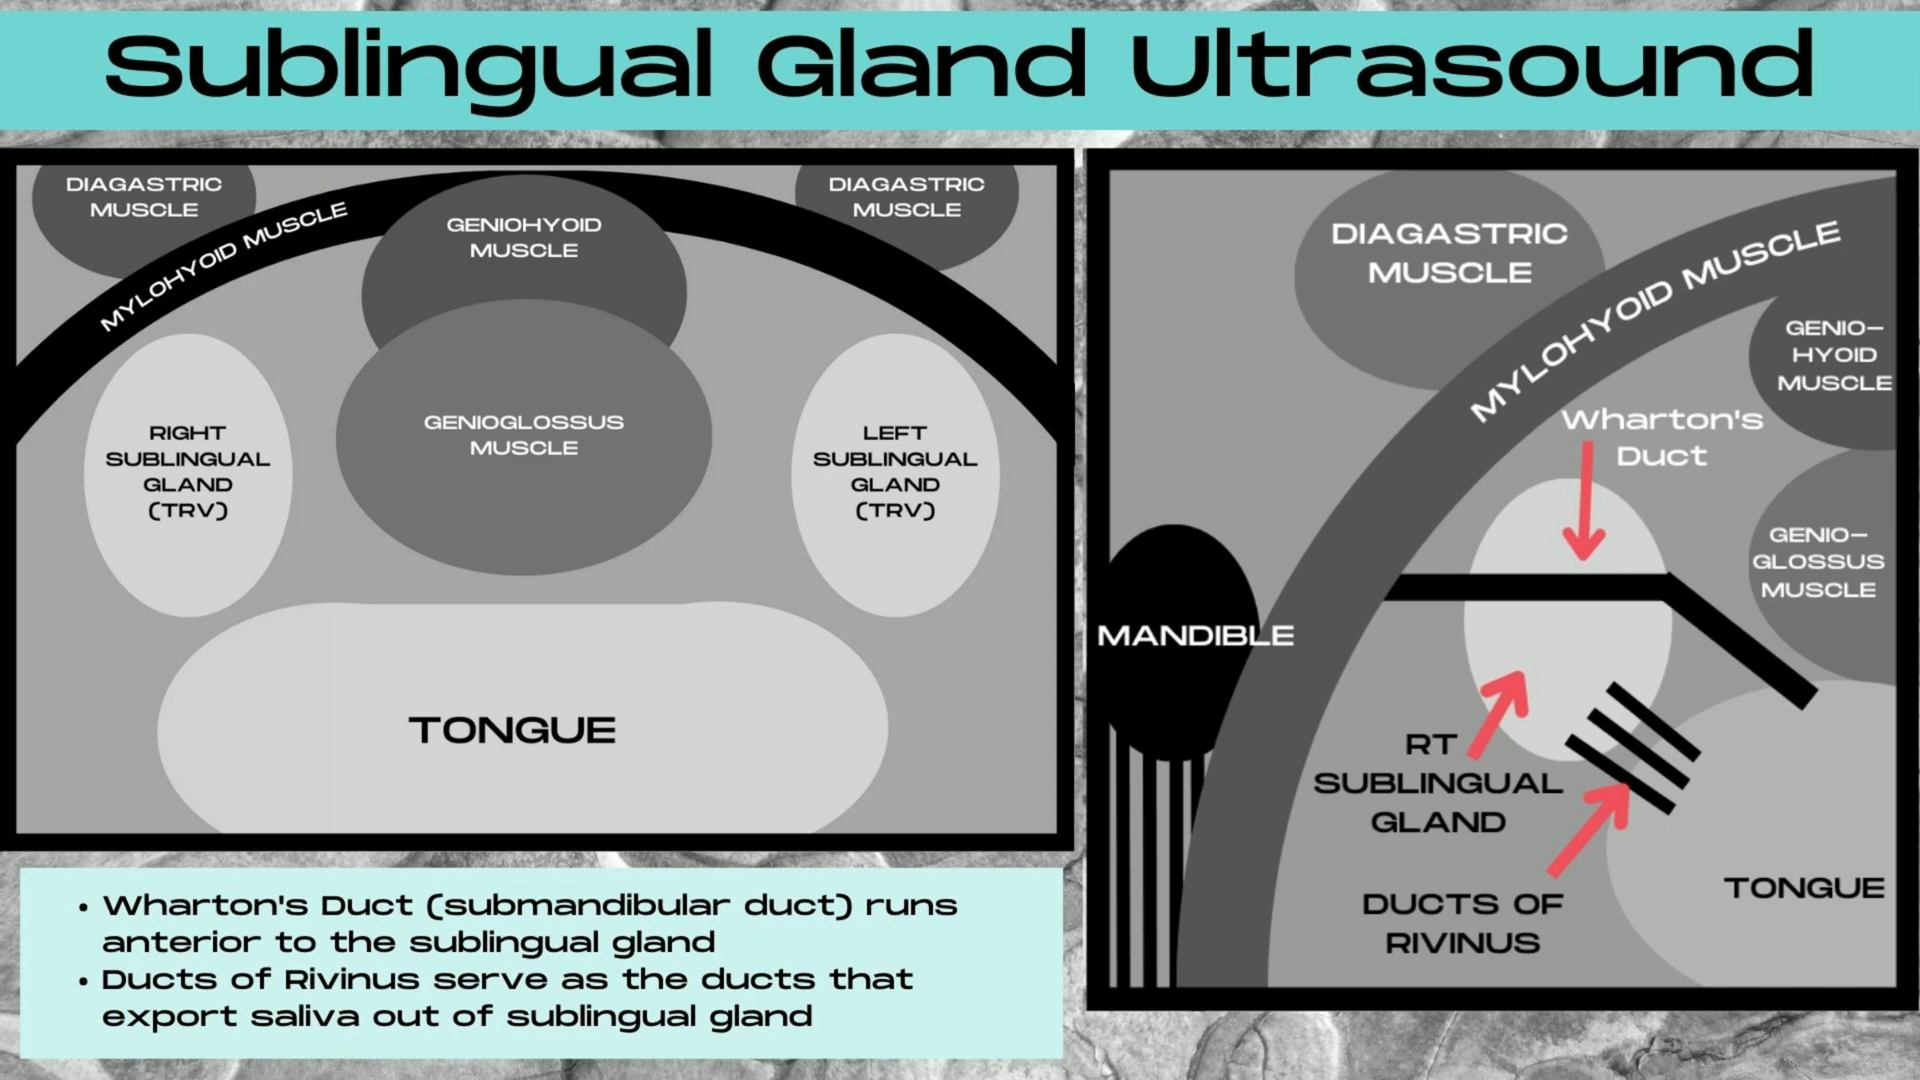 Sublingual Gland Ultrasound
DIAGASTRIC
MUSCLE
MYLOHYOID MUSCLE
GENIOHYOID
MUSCLE
DIAGASTRIC
MUSCLE
GENIOGLOSSUS
MUSCLE
RIGHT
SUBLINGUAL
GLAND
(TRV)
LEFT
SUBLINGUAL
GLAND
(TRV)
TONGUE
DIAGASTRIC
MUSCLE
MYLOHYOID MUSCLE
GENIO-
HYOID
MUSCLE
Wharton's
Duct
GENIO-
GLOSSUS
MUSCLE
MANDIBLE
RT
SUBLINGUAL
GLAND
DUCTS OF
RIVINUS
TONGUE
• Wharton's Duct (submandibular duct) runs
anterior to the sublingual gland
• Ducts of Rivinus serve as the ducts that
export saliva out of sublingual gland